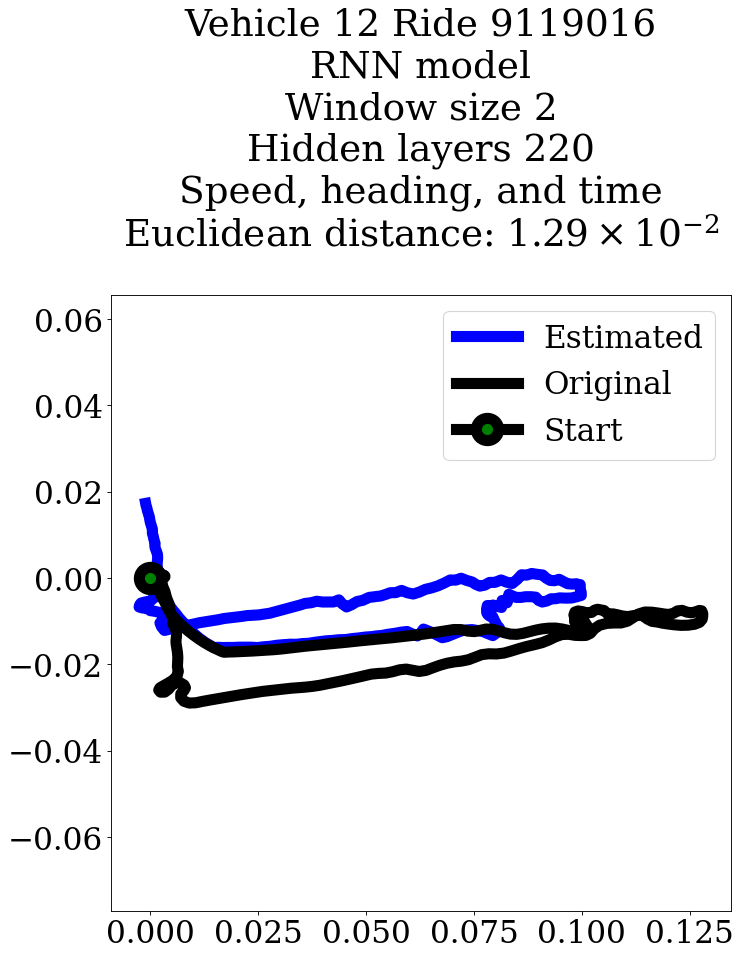 Vehicle 12 Ride 9119016
RNN model
Window size 2
Hidden layers 220
Speed, heading, and time
Euclidean distance: 1.29 × 10⁻²
Estimated
Original
Start
0.06
0.04
0.02
0.00
−0.02
−0.04
−0.06
0.000 0.025 0.050 0.075 0.100 0.125